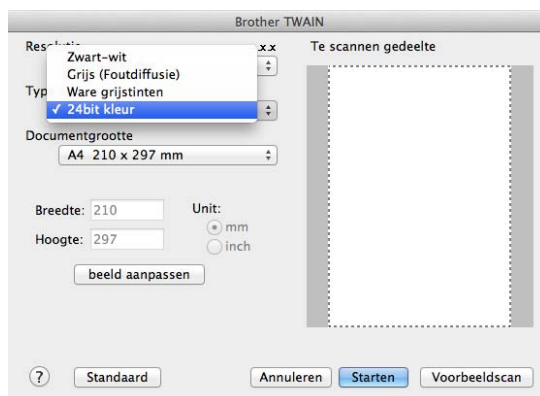 Brother TWAIN
x.x
Te scannen gedeelte
Zwart-wit
Grijs (Foutdiffusie)
Ware grijstinten
✓ 24bit kleur
Documentgrootte
A4 210 x 297 mm
Breedte: 210
Unit:
mm
Hoogte: 297
inch
beeld aanpassen
? Standaard Annuleren Starten Voorbeeldscan